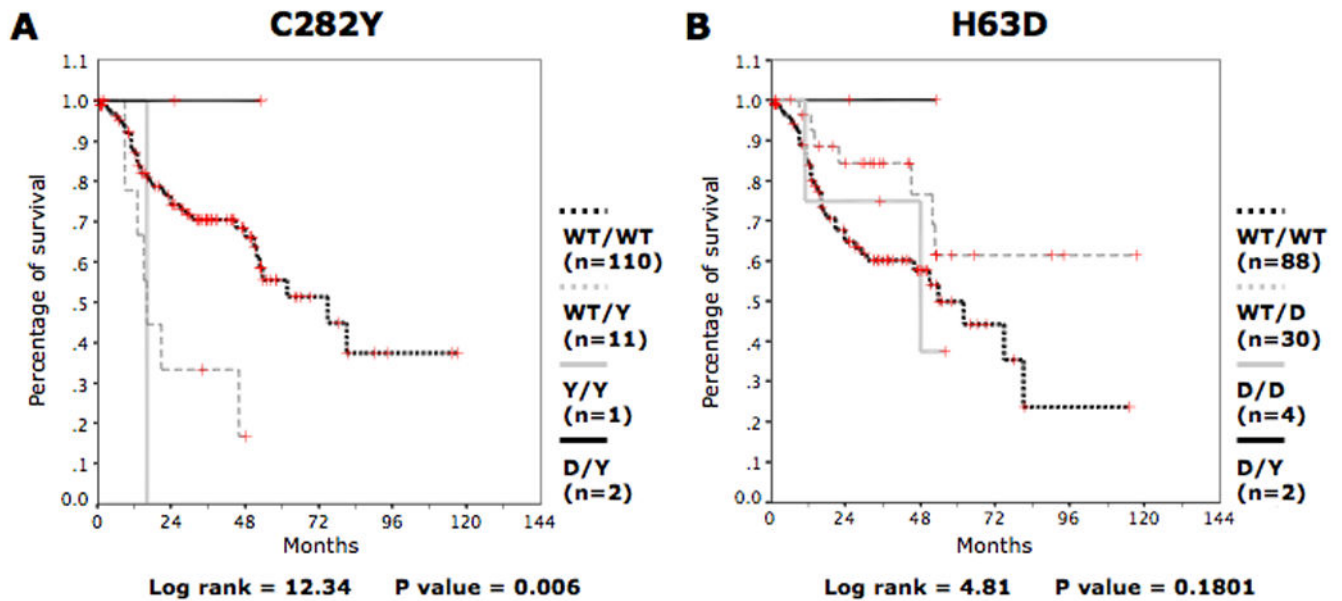 A
C282Y
Percentage of survival
1.1
1.0
.9
.8
.7
.6
.5
.4
.3
.2
.1
0.0
0 24 48 72 96 120 144
Months
WT/WT
(n=110)
WT/Y
(n=11)
Y/Y
(n=1)
D/Y
(n=2)
Log rank = 12.34 P value = 0.006
B
H63D
Percentage of survival
1.1
1.0
.9
.8
.7
.6
.5
.4
.3
.2
.1
0.0
0 24 48 72 96 120 144
Months
WT/WT
(n=88)
WT/D
(n=30)
D/D
(n=4)
D/Y
(n=2)
Log rank = 4.81 P value = 0.1801